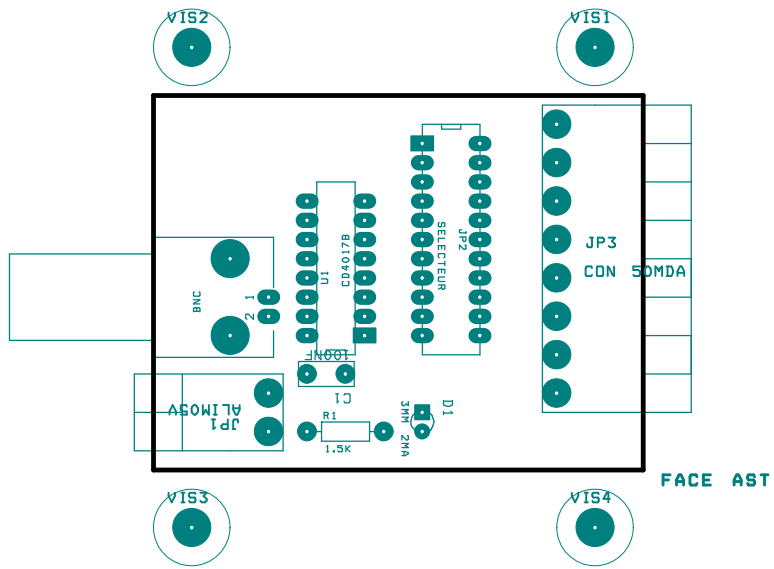 VIS2
VIS1
SELECTEUR
JP2
U1
CD4017B
JP3
CON 50MDA
BNC
1
2
100NF
C1
ALIM05V
JP1
R1
1.5K
3MM 2MA
D1
FACE AST
VIS3
VIS4